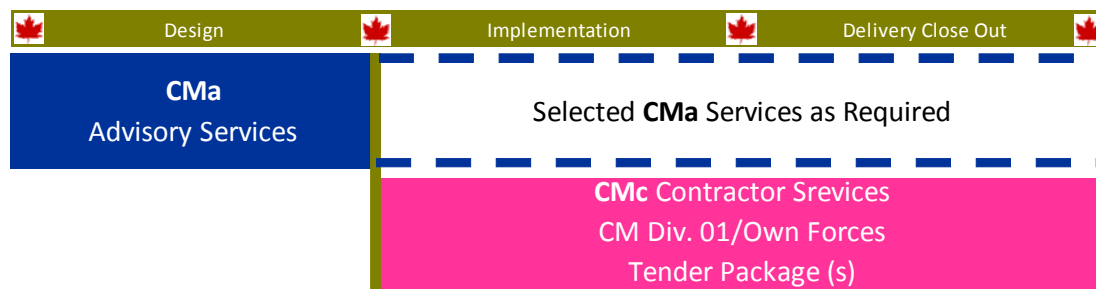 Design Implementation Delivery Close Out
CMa
Advisory Services
Selected CMa Services as Required
CMc Contractor Srevices
CM Div. 01/Own Forces
Tender Package (s)